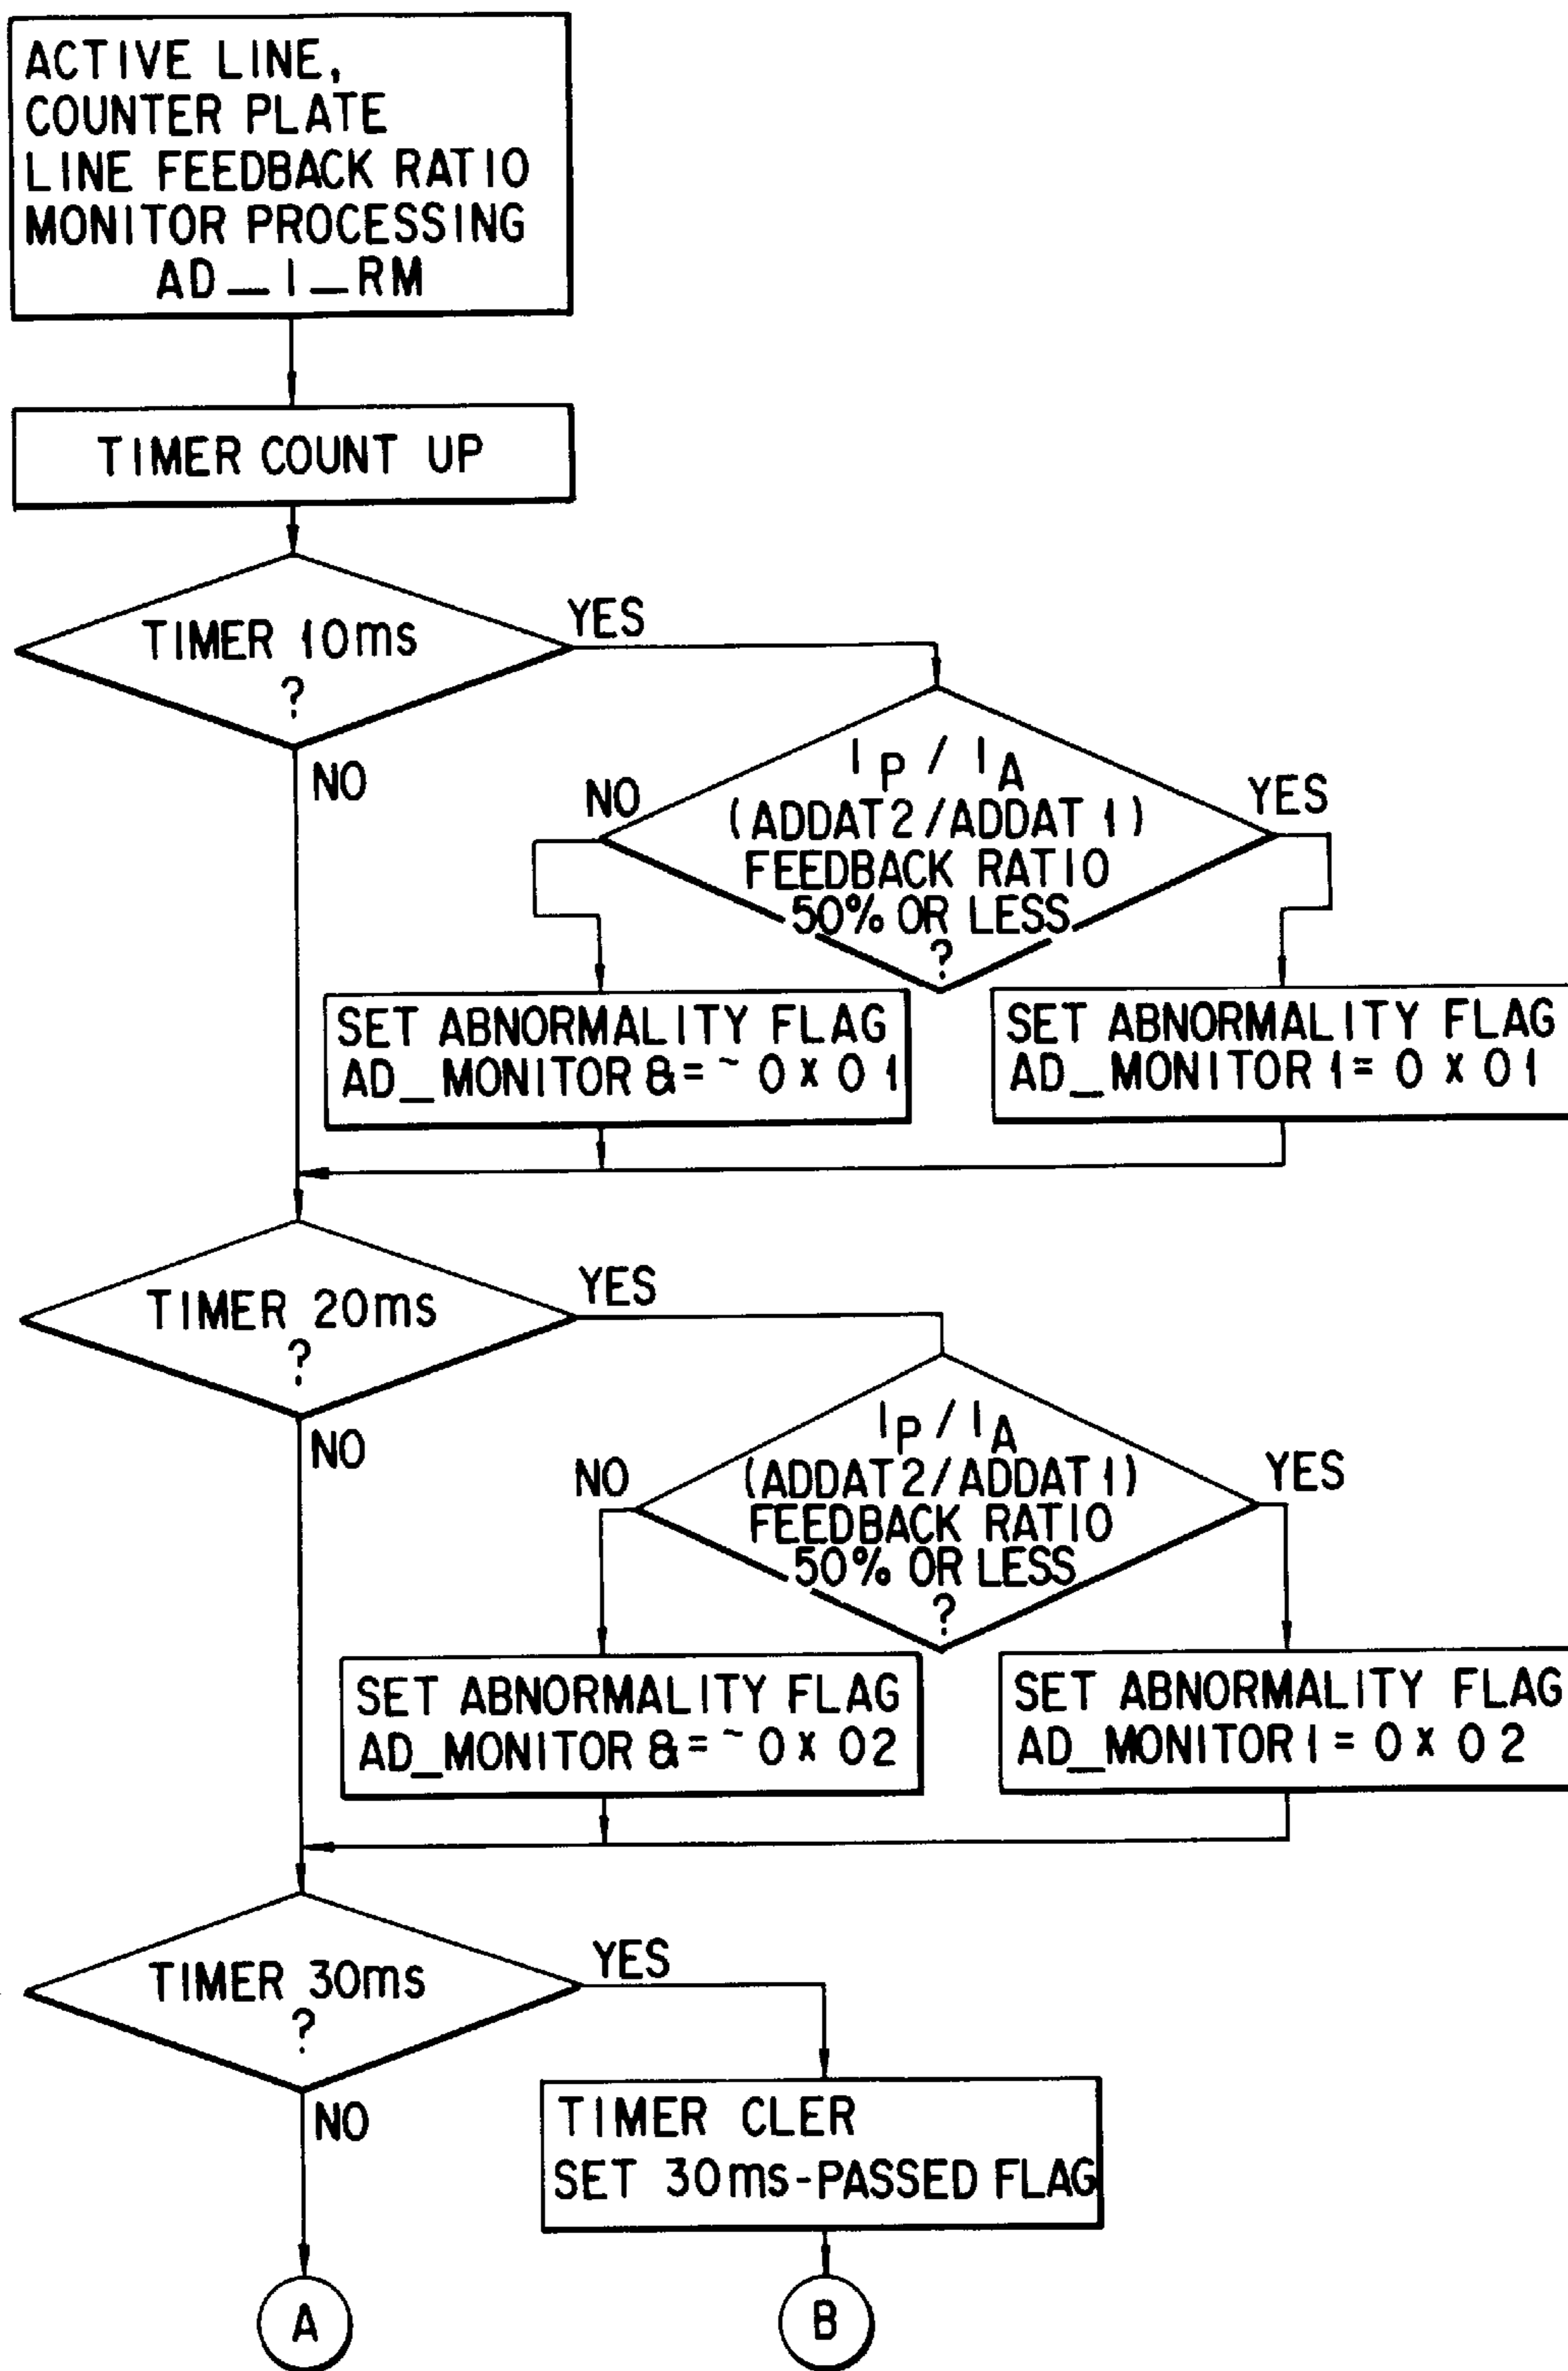 ACTIVE LINE,
COUNTER PLATE
LINE FEEDBACK RATIO
MONITOR PROCESSING
AD_I_RM
TIMER COUNT UP
TIMER 10ms
?
YES
NO
IP / IA
(ADDAT2/ADDAT1)
FEEDBACK RATIO
50% OR LESS
?
NO
YES
SET ABNORMALITY FLAG
AD_MONITOR &= ~0x01
SET ABNORMALITY FLAG
AD_MONITOR |= 0x01
TIMER 20ms
?
YES
NO
IP / IA
(ADDAT2/ADDAT1)
FEEDBACK RATIO
50% OR LESS
?
NO
YES
SET ABNORMALITY FLAG
AD_MONITOR &= ~0x02
SET ABNORMALITY FLAG
AD_MONITOR |= 0x02
TIMER 30ms
?
YES
NO
TIMER CLER
SET 30ms-PASSED FLAG
A
B